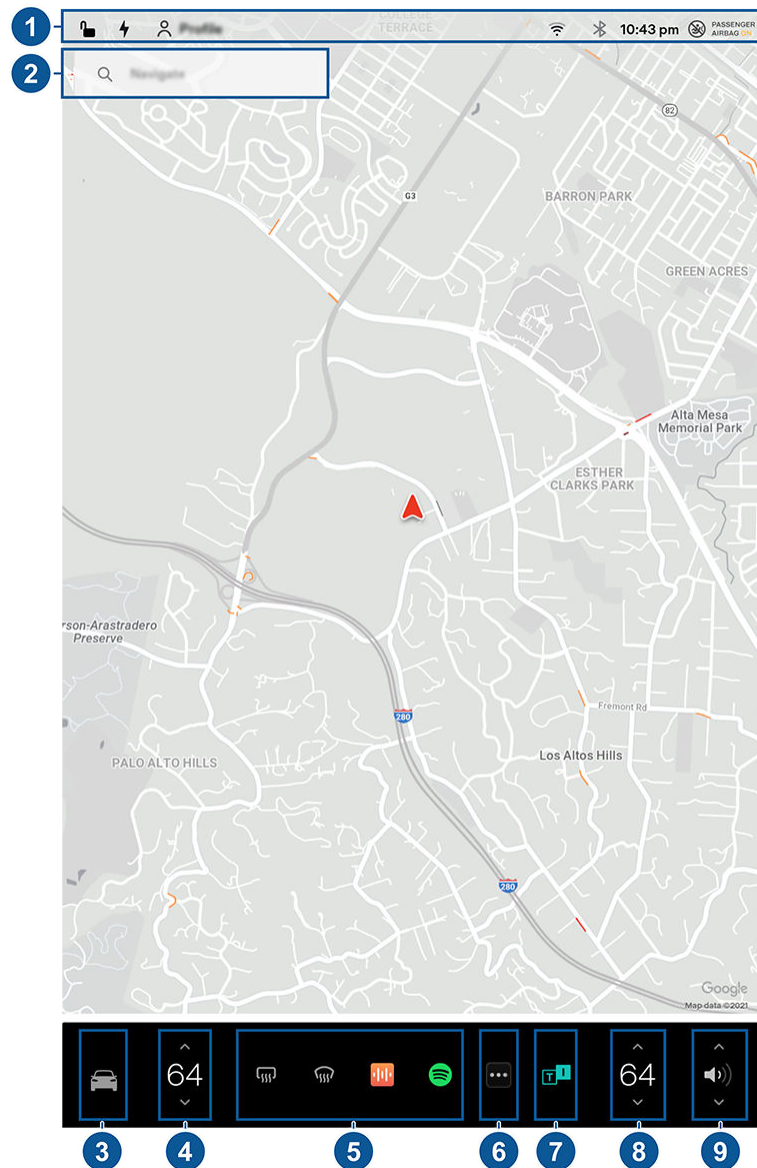 1
Profile
COLLEGE
TERRACE
10:43 pm
PASSENGER
AIRBAG ON
2
Navigate
82
G3
BARRON PARK
GREEN ACRES
Alta Mesa
Memorial Park
ESTHER
CLARKS PARK
rson-Arastradero
Preserve
280
Fremont Rd
Los Altos Hills
PALO ALTO HILLS
280
Google
Map data ©2021
64
T
I
64
3
4
5
6
7
8
9